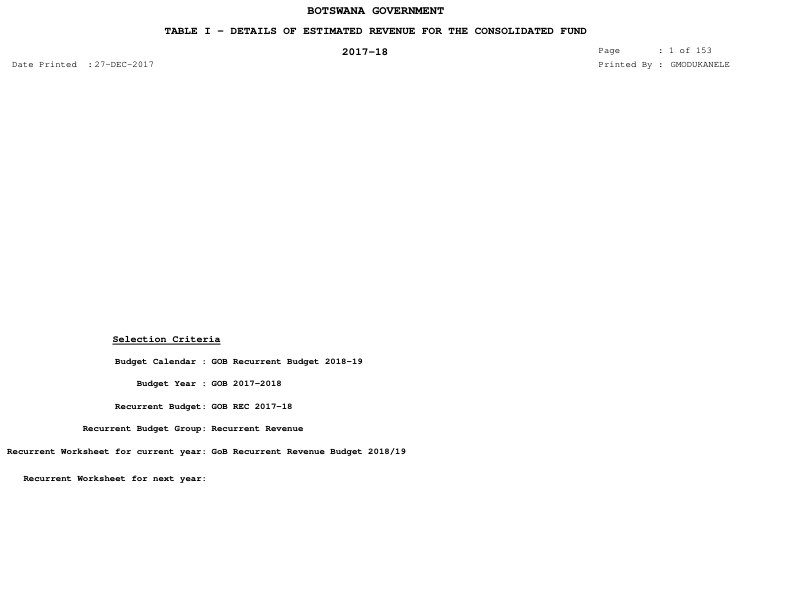 BOTSWANA GOVERNMENT
TABLE I - DETAILS OF ESTIMATED REVENUE FOR THE CONSOLIDATED FUND
2017-18
Page : 1 of 153
Date Printed : 27-DEC-2017
Printed By : GMODUKANELE
Selection Criteria
Budget Calendar : GOB Recurrent Budget 2018-19
Budget Year : GOB 2017-2018
Recurrent Budget: GOB REC 2017-18
Recurrent Budget Group: Recurrent Revenue
Recurrent Worksheet for current year: GoB Recurrent Revenue Budget 2018/19
Recurrent Worksheet for next year: